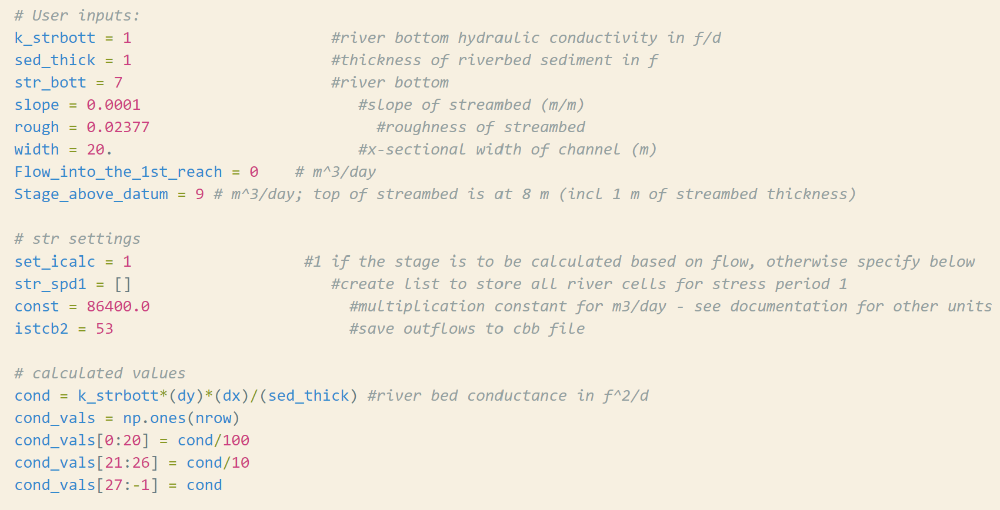 # User inputs:
k_strbott = 1                      #river bottom hydraulic conductivity in f/d
sed_thick = 1                      #thickness of riverbed sediment in f
str_bott = 7                       #river bottom
slope = 0.0001                        #slope of streambed (m/m)
rough = 0.02377                         #roughness of streambed
width = 20.                           #x-sectional width of channel (m)
Flow_into_the_1st_reach = 0    # m^3/day
Stage_above_datum = 9 # m^3/day; top of streambed is at 8 m (incl 1 m of streambed thickness)

# str settings
set_icalc = 1                   #1 if the stage is to be calculated based on flow, otherwise specify below
str_spd1 = []                      #create list to store all river cells for stress period 1
const = 86400.0                      #multiplication constant for m3/day - see documentation for other units
istcb2 = 53                          #save outflows to cbb file

# calculated values
cond = k_strbott*(dy)*(dx)/(sed_thick) #river bed conductance in f^2/d
cond_vals = np.ones(nrow)
cond_vals[0:20] = cond/100
cond_vals[21:26] = cond/10
cond_vals[27:-1] = cond